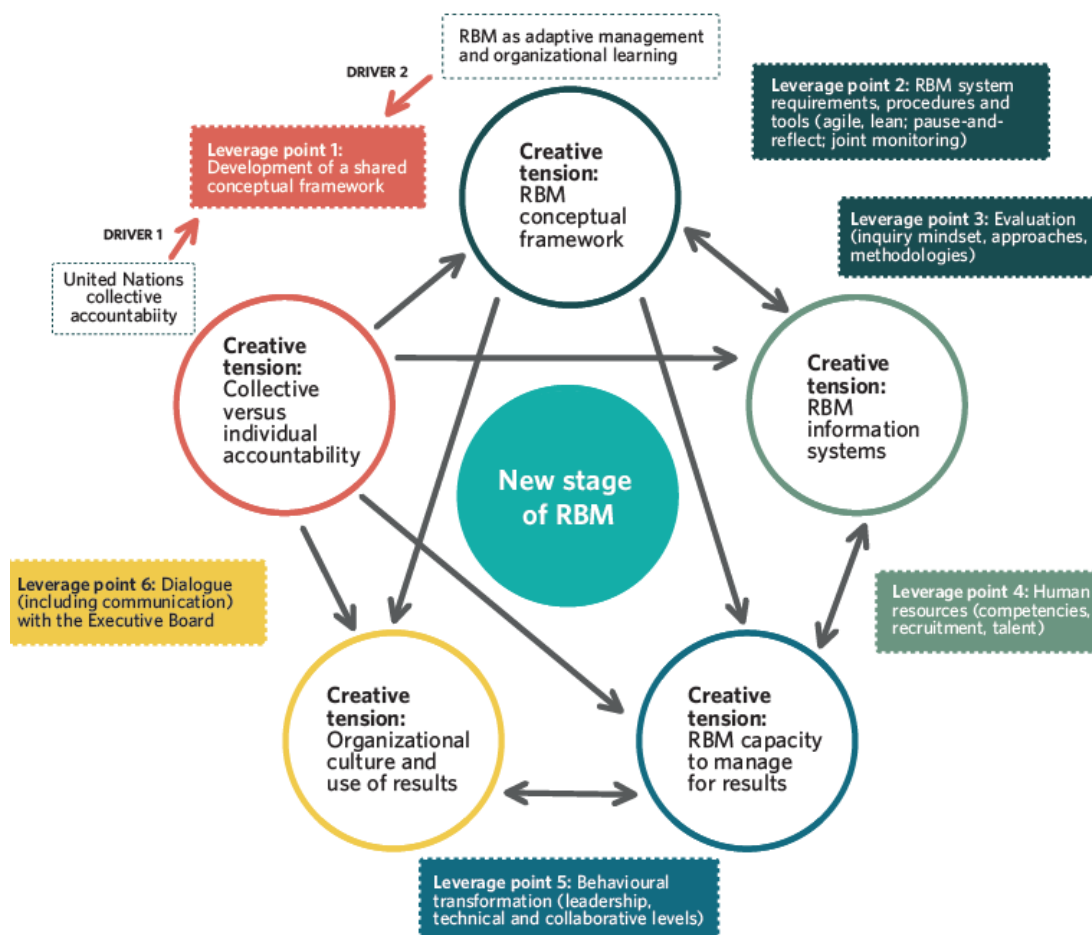 RBM as adaptive management
and organizational learning
DRIVER 2
Leverage point 1:
Development of a shared
conceptual framework
DRIVER 1
United Nations
collective
accountabiity
Creative
tension:
RBM
conceptual
framework
Leverage point 2: RBM system
requirements, procedures and
tools (agile, lean; pause-and-
reflect; joint monitoring)
Leverage point 3: Evaluation
(inquiry mindset, approaches,
methodologies)
Creative
tension:
Collective
versus
individual
accountability
Creative
tension:
RBM
information
systems
New stage
of RBM
Leverage point 6: Dialogue
(including communication)
with the Executive Board
Leverage point 4: Human
resources (competencies,
recruitment, talent)
Creative
tension:
Organizational
culture and
use of results
Creative
tension:
RBM capacity
to manage
for results
Leverage point 5: Behavioural
transformation (leadership,
technical and collaborative levels)